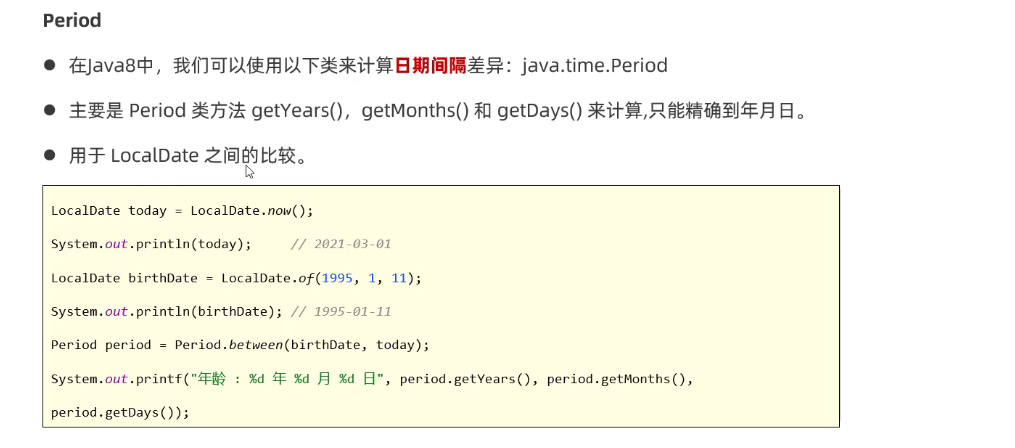 Period
● 在Java8中，我们可以使用以下类来计算日期间隔差异：java.time.Period
● 主要是 Period 类方法 getYears()，getMonths() 和 getDays() 来计算,只能精确到年月日。
● 用于 LocalDate 之间的比较。
LocalDate today = LocalDate.now();
System.out.println(today);     // 2021-03-01
LocalDate birthDate = LocalDate.of(1995, 1, 11);
System.out.println(birthDate); // 1995-01-11
Period period = Period.between(birthDate, today);
System.out.printf("年龄 : %d 年 %d 月 %d 日", period.getYears(), period.getMonths(),
period.getDays());